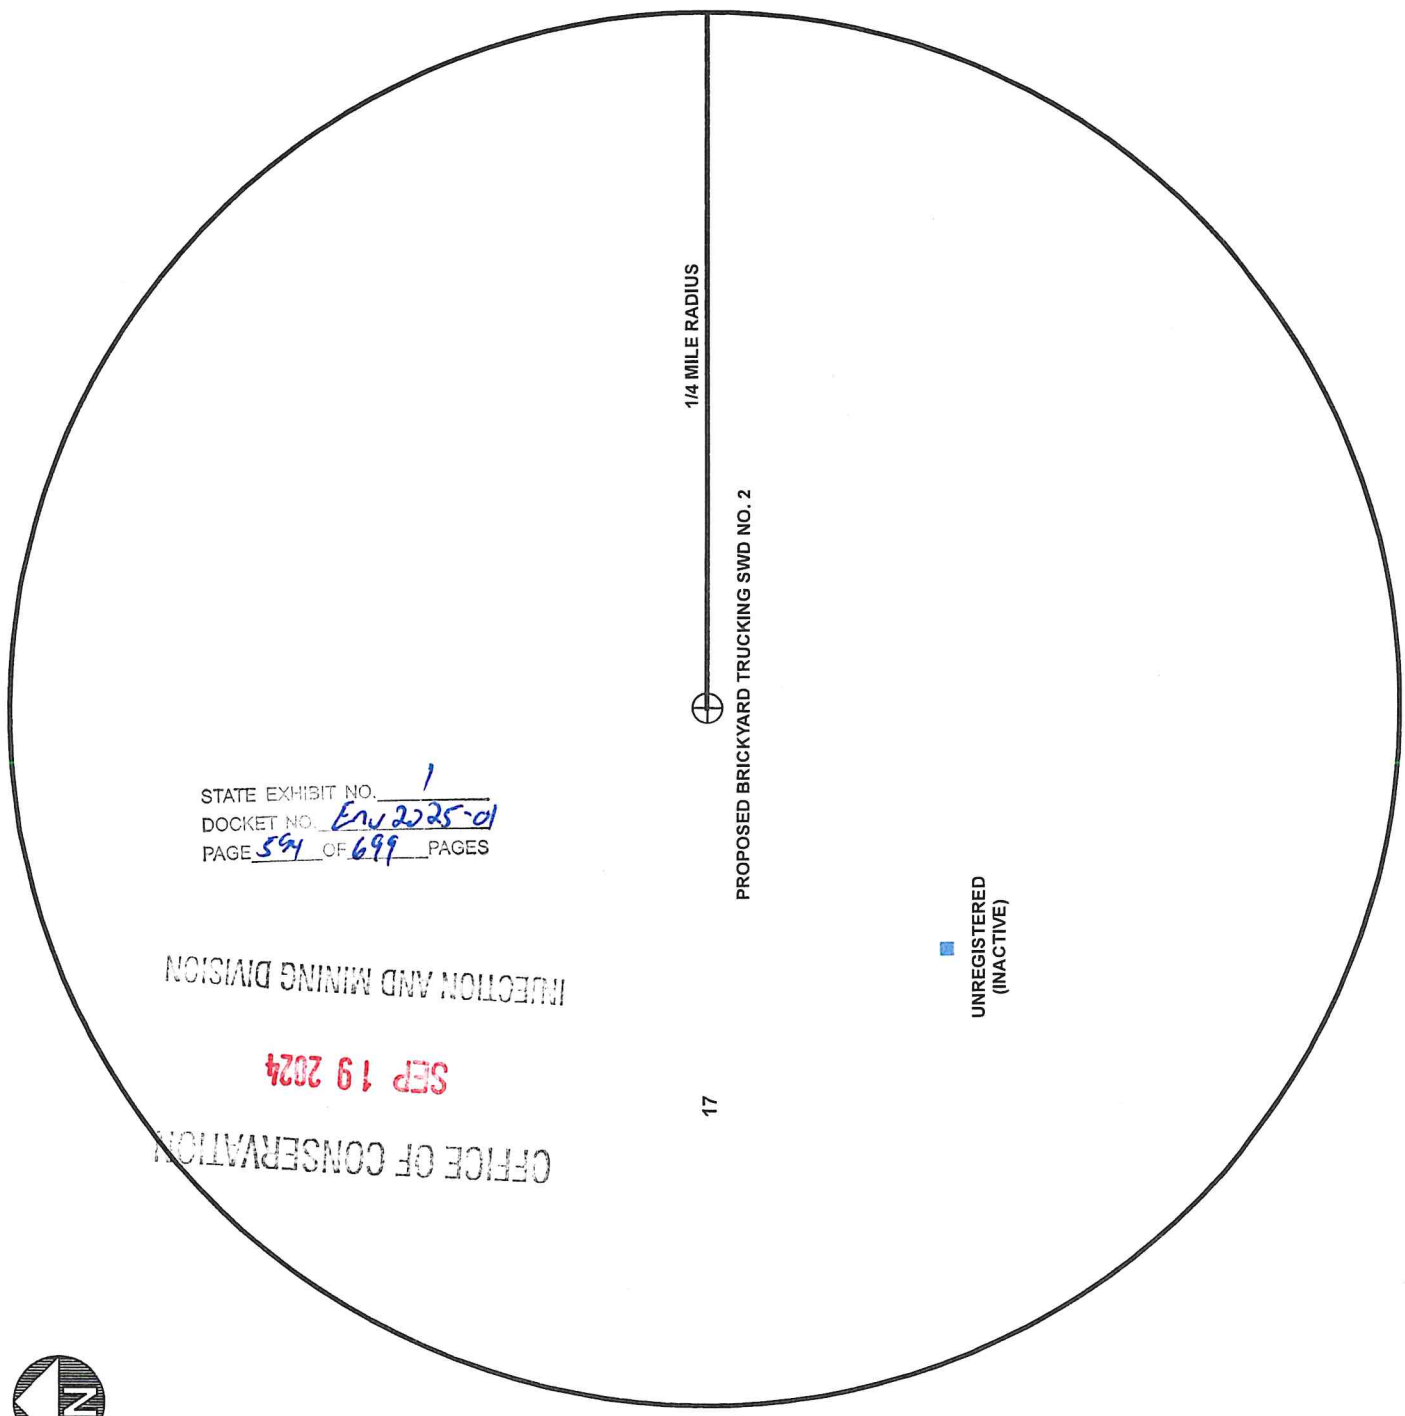 1/4 MILE RADIUS
PROPOSED BRICKYARD TRUCKING SWD NO. 2
STATE EXHIBIT NO. 1
DOCKET NO. Env 2025-01
PAGE 594 OF 699 PAGES
UNREGISTERED
(INACTIVE)
17
OFFICE OF CONSERVATION
SEP 19 2024
INJECTION AND MINING DIVISION
N